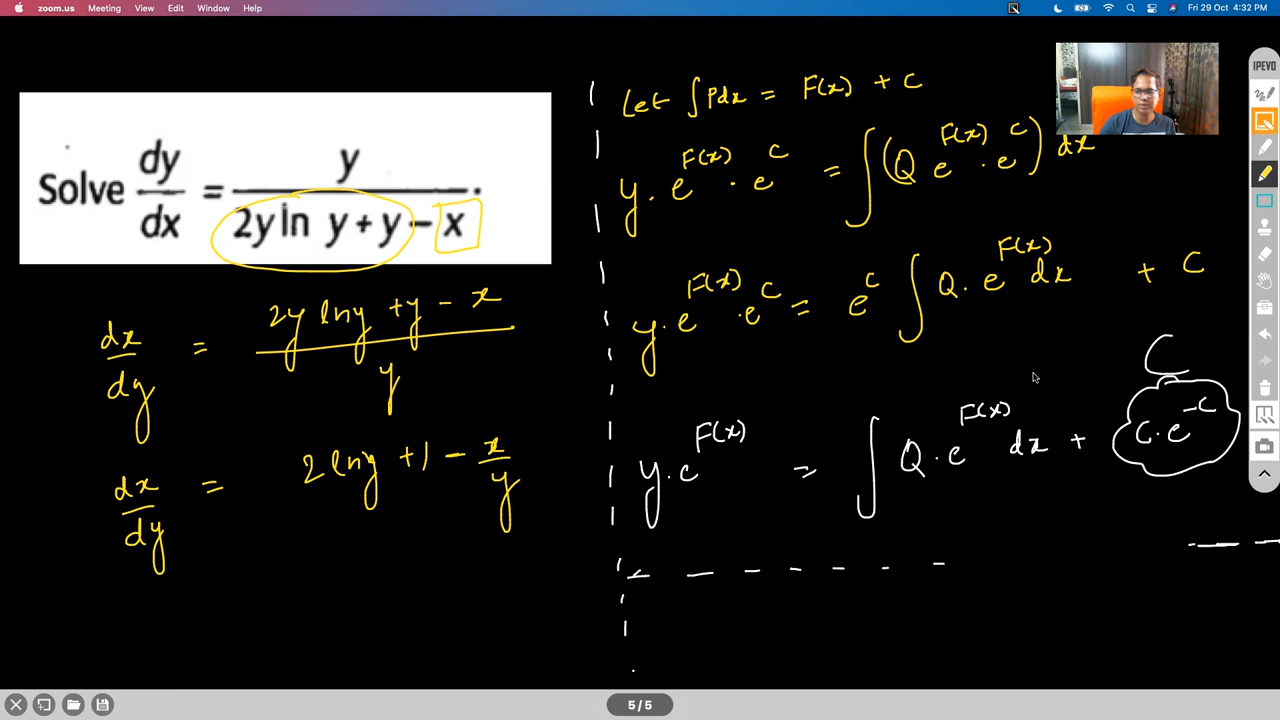 zoom.us Meeting View Edit Window Help Fri 29 Oct 4:32 PM
IPEVO
Solve dy/dx = y/(2y ln y + y − x).
dx/dy = (2y lny + y − x)/y
dx/dy = 2 lny + 1 − x/y
Let ∫Pdx = F(x) + C
y. e^F(x) . e^C = ∫(Q e^F(x) . e^C) dx
y. e^F(x) . e^C = e^C ∫ Q. e^F(x) dx + C
C
y. e^F(x) = ∫ Q. e^F(x) dx + C. e^−C
5/5